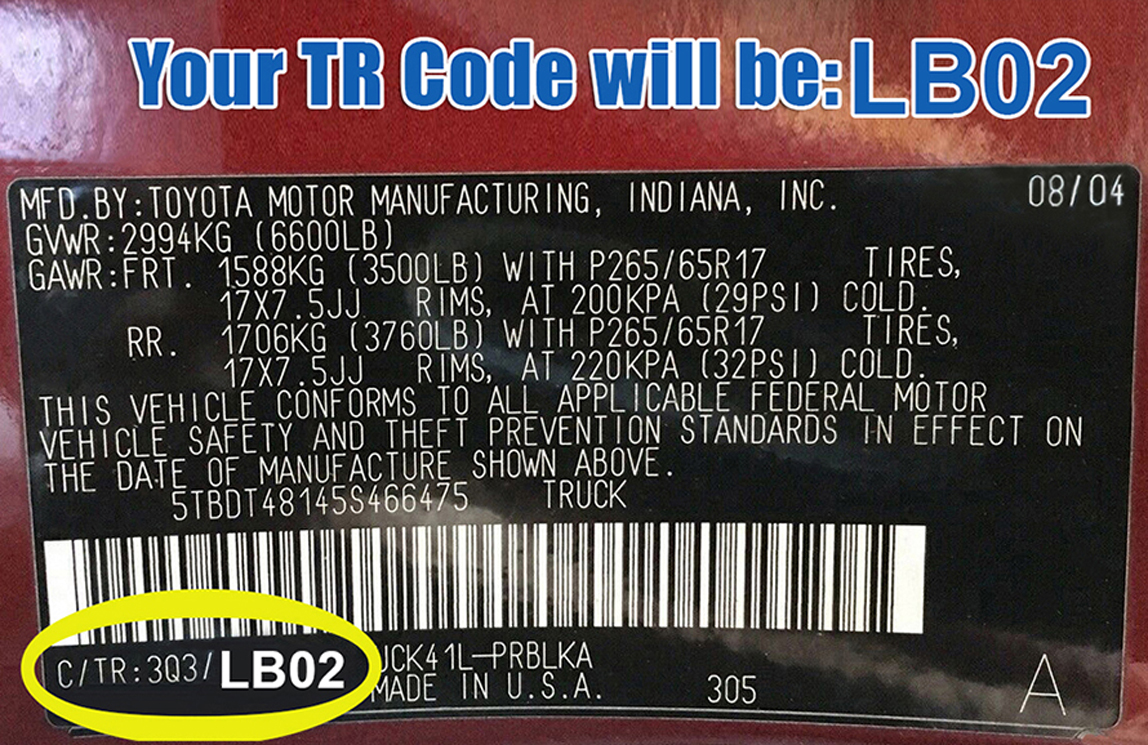 Your TR Code will be:LB02
08/04
MFD.BY:TOYOTA MOTOR MANUFACTURING, INDIANA, INC.
GVWR:2994KG (6600LB)
GAWR:FRT. 1588KG (3500LB) WITH P265/65R17 TIRES,
17X7.5JJ RIMS, AT 200KPA (29PSI) COLD.
RR. 1706KG (3760LB) WITH P265/65R17 TIRES,
17X7.5JJ RIMS, AT 220KPA (32PSI) COLD.
THIS VEHICLE CONFORMS TO ALL APPLICABLE FEDERAL MOTOR
VEHICLE SAFETY AND THEFT PREVENTION STANDARDS IN EFFECT ON
THE DATE OF MANUFACTURE SHOWN ABOVE.
5TBDT48145S466475 TRUCK
C/TR:3Q3/LB02 UCK41L-PRBLKA
MADE IN U.S.A. 305
A